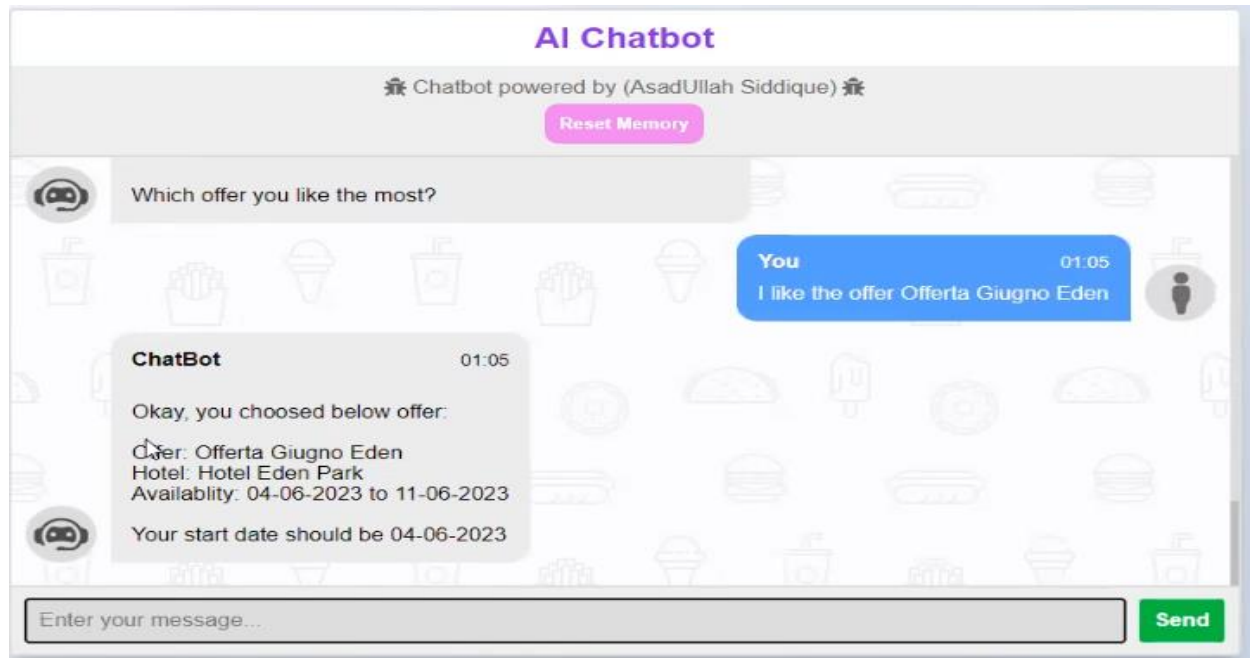 AI Chatbot
Chatbot powered by (AsadUllah Siddique)
Reset Memory
Which offer you like the most?
You 01:05
I like the offer Offerta Giugno Eden
ChatBot 01:05
Okay, you choosed below offer:
Offer: Offerta Giugno Eden
Hotel: Hotel Eden Park
Availablity: 04-06-2023 to 11-06-2023
Your start date should be 04-06-2023
Enter your message...
Send